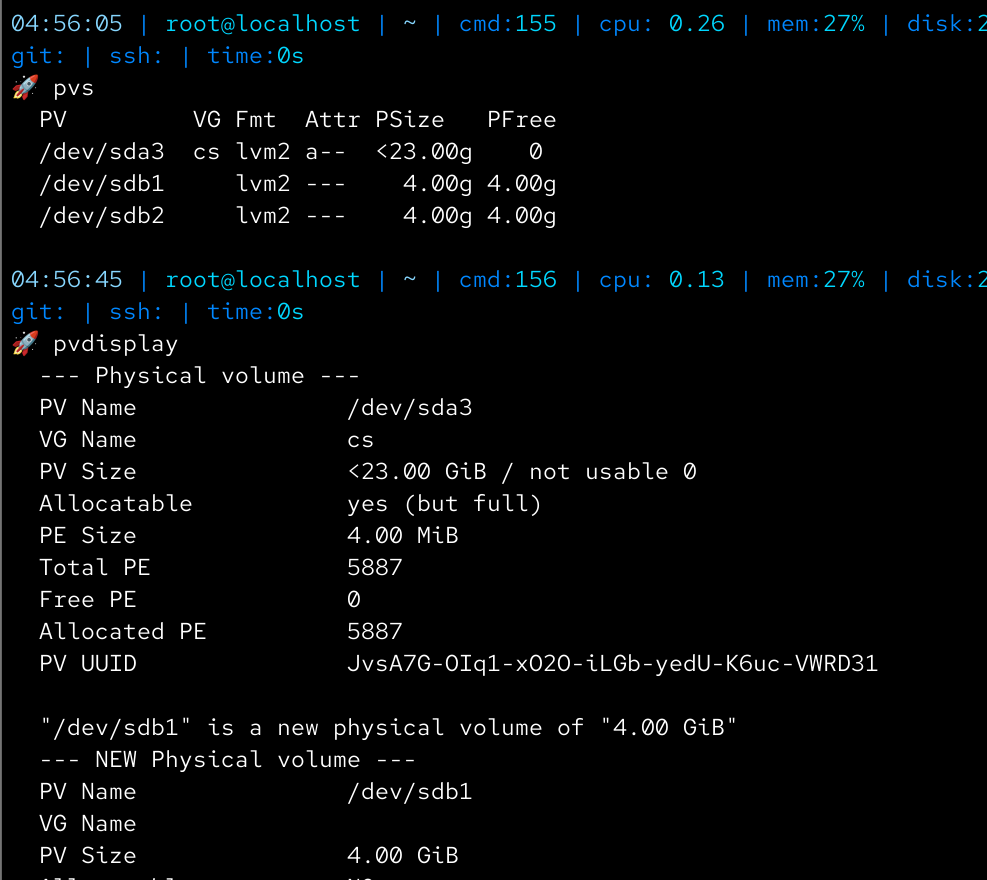 04:56:05 | root@localhost | ~ | cmd:155 | cpu: 0.26 | mem:27% | disk:2
git: | ssh: | time:0s
🚀 pvs
  PV         VG Fmt  Attr PSize   PFree
  /dev/sda3  cs lvm2 a--  <23.00g    0
  /dev/sdb1     lvm2 ---    4.00g 4.00g
  /dev/sdb2     lvm2 ---    4.00g 4.00g

04:56:45 | root@localhost | ~ | cmd:156 | cpu: 0.13 | mem:27% | disk:2
git: | ssh: | time:0s
🚀 pvdisplay
  --- Physical volume ---
  PV Name               /dev/sda3
  VG Name               cs
  PV Size               <23.00 GiB / not usable 0
  Allocatable           yes (but full)
  PE Size               4.00 MiB
  Total PE              5887
  Free PE               0
  Allocated PE          5887
  PV UUID               JvsA7G-OIq1-xO2O-iLGb-yedU-K6uc-VWRD31

  "/dev/sdb1" is a new physical volume of "4.00 GiB"
  --- NEW Physical volume ---
  PV Name               /dev/sdb1
  VG Name
  PV Size               4.00 GiB